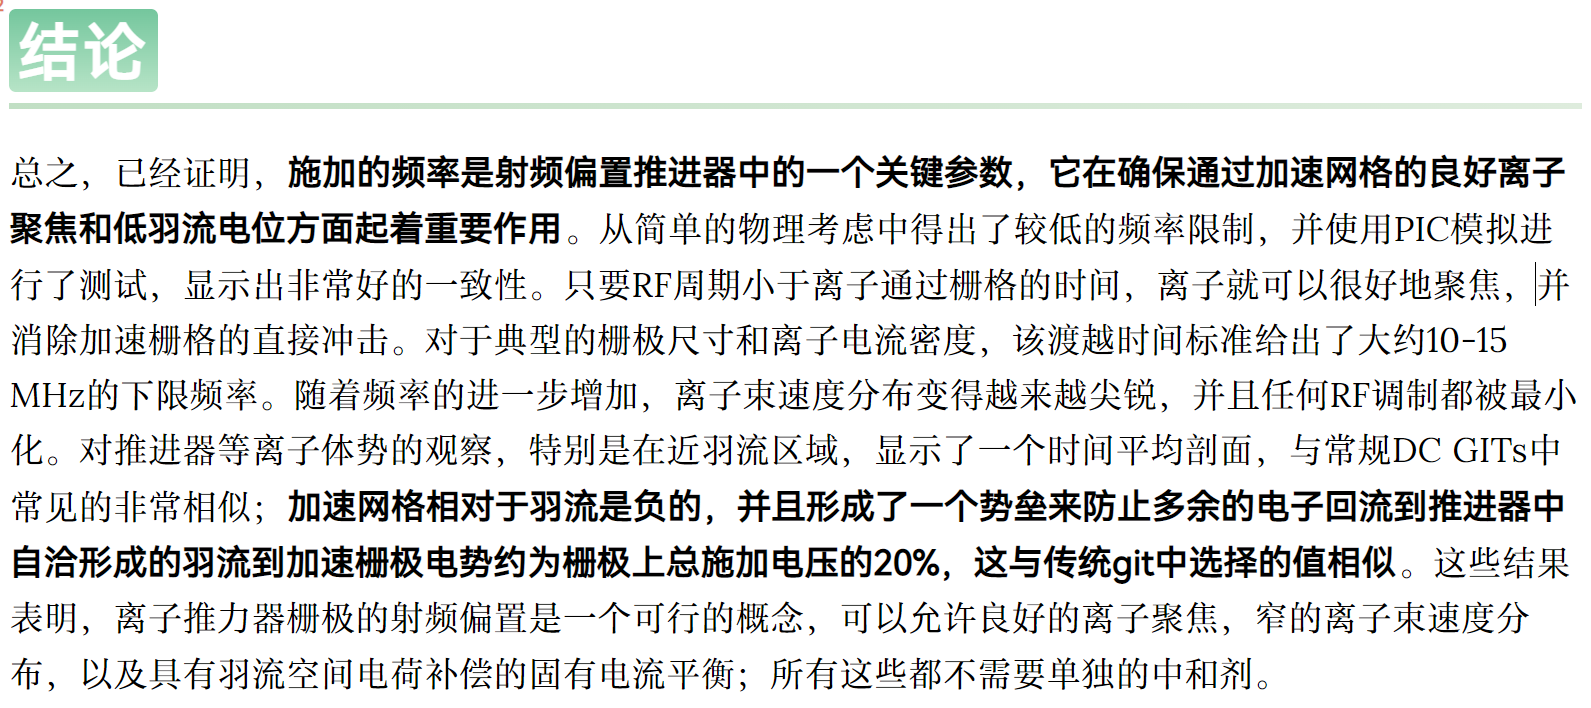 结论
总之，已经证明，施加的频率是射频偏置推进器中的一个关键参数，它在确保通过加速网格的良好离子
聚焦和低羽流电位方面起着重要作用。从简单的物理考虑中得出了较低的频率限制，并使用PIC模拟进
行了测试，显示出非常好的一致性。只要RF周期小于离子通过栅格的时间，离子就可以很好地聚焦，并
消除加速栅格的直接冲击。对于典型的栅极尺寸和离子电流密度，该渡越时间标准给出了大约10-15
MHz的下限频率。随着频率的进一步增加，离子束速度分布变得越来越尖锐，并且任何RF调制都被最小
化。对推进器等离子体势的观察，特别是在近羽流区域，显示了一个时间平均剖面，与常规DC GITs中
常见的非常相似；加速网格相对于羽流是负的，并且形成了一个势垒来防止多余的电子回流到推进器中
自洽形成的羽流到加速栅极电势约为栅极上总施加电压的20%，这与传统git中选择的值相似。这些结果
表明，离子推力器栅极的射频偏置是一个可行的概念，可以允许良好的离子聚焦，窄的离子束速度分
布，以及具有羽流空间电荷补偿的固有电流平衡；所有这些都不需要单独的中和剂。